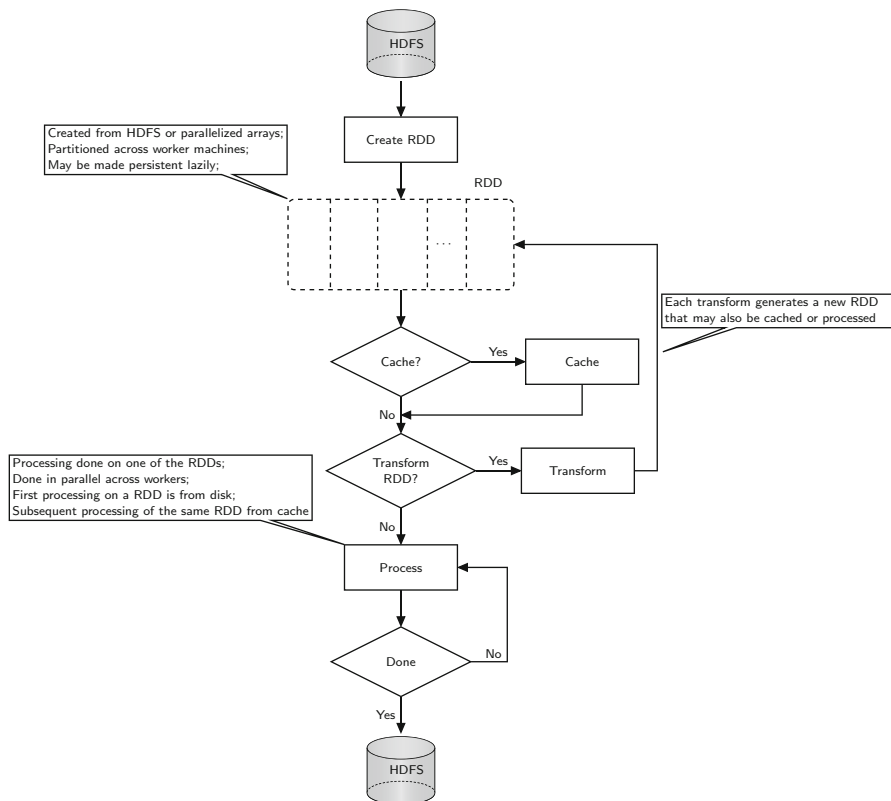 HDFS
Created from HDFS or parallelized arrays;
Partitioned across worker machines;
May be made persistent lazily;
Create RDD
RDD
...
Each transform generates a new RDD
that may also be cached or processed
Cache?
Yes
Cache
No
Transform
RDD?
Yes
Transform
Processing done on one of the RDDs;
Done in parallel across workers;
First processing on a RDD is from disk;
Subsequent processing of the same RDD from cache
No
Process
Done
No
Yes
HDFS